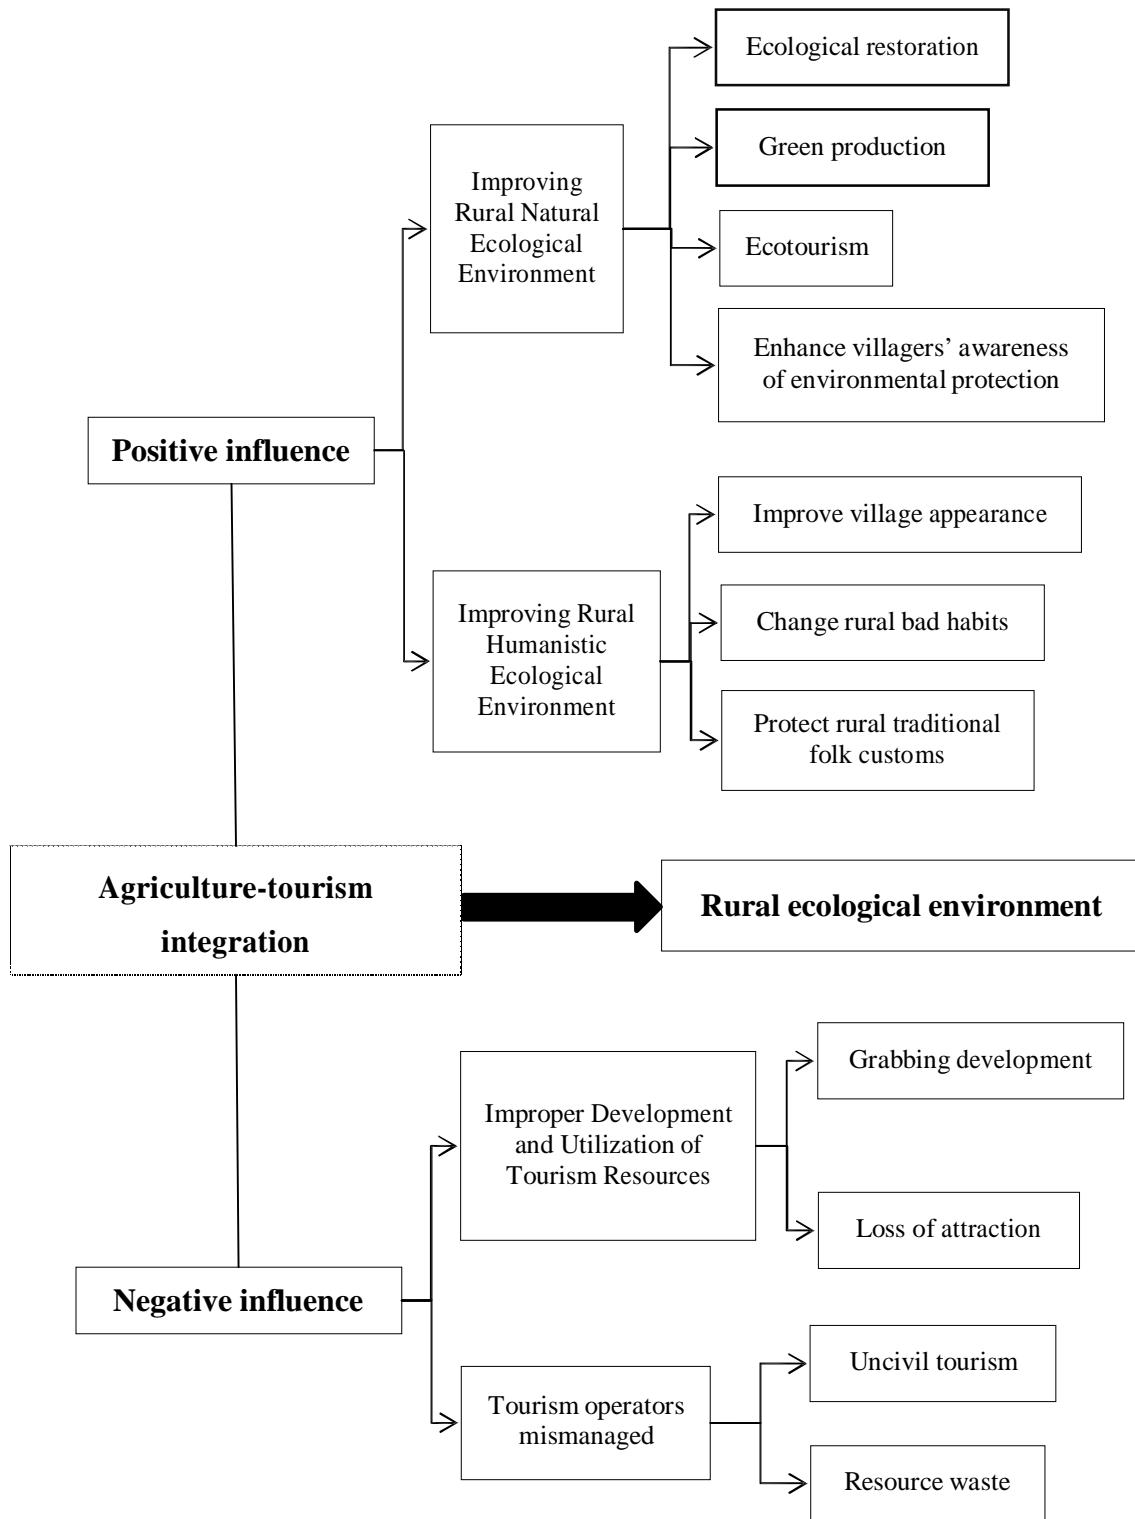 Ecological restoration
Green production
Improving
Rural Natural
Ecological
Environment
Ecotourism
Enhance villagers’ awareness
of environmental protection
Positive influence
Improve village appearance
Improving Rural
Humanistic
Ecological
Environment
Change rural bad habits
Protect rural traditional
folk customs
Agriculture-tourism
integration
Rural ecological environment
Grabbing development
Improper Development
and Utilization of
Tourism Resources
Loss of attraction
Negative influence
Uncivil tourism
Tourism operators
mismanaged
Resource waste